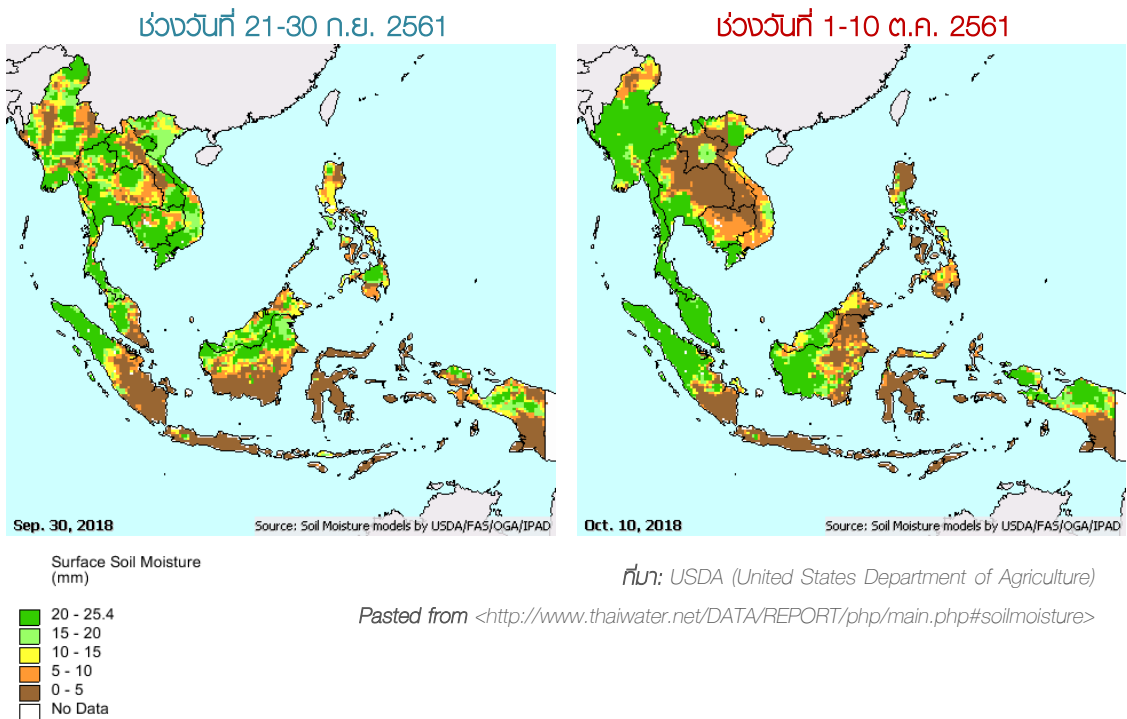 ช่วงวันที่ 21-30 ก.ย. 2561
ช่วงวันที่ 1-10 ต.ค. 2561
Sep. 30, 2018
Source: Soil Moisture models by USDA/FAS/OGA/IPAD
Oct. 10, 2018
Source: Soil Moisture models by USDA/FAS/OGA/IPAD
Surface Soil Moisture
(mm)
20 - 25.4
15 - 20
10 - 15
5 - 10
0 - 5
No Data
ที่มา: USDA (United States Department of Agriculture)
Pasted from <http://www.thaiwater.net/DATA/REPORT/php/main.php#soilmoisture>